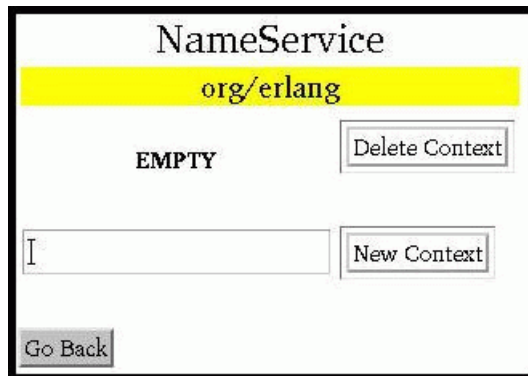 NameService
org/erlang
EMPTY
Delete Context
New Context
Go Back